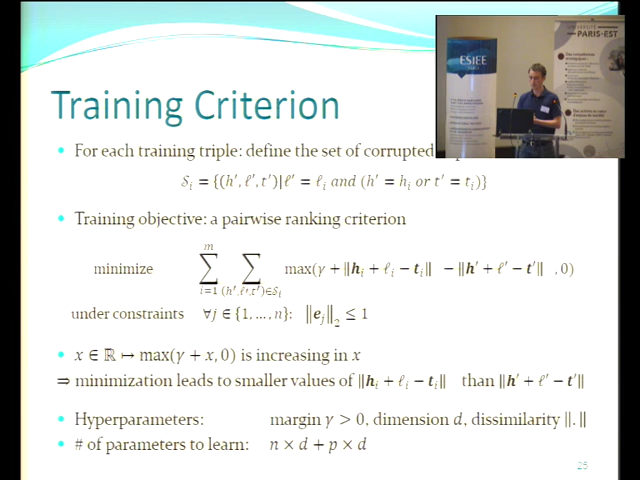 ESIEE
PARIS
UNIVERSITÉ
PARIS-EST
Training Criterion
• For each training triple: define the set of corrupted
𝒮ᵢ = {(h′, ℓ′, t′)|ℓ′ = ℓᵢ and (h′ = hᵢ or t′ = tᵢ)}
• Training objective: a pairwise ranking criterion
minimize ∑_{i=1}^{m} ∑_{(h′,ℓ′,t′)∈𝒮ᵢ} max(γ + ‖hᵢ + ℓᵢ − tᵢ‖ − ‖h′ + ℓ′ − t′‖ , 0)
under constraints ∀j ∈ {1, … , n}: ‖eⱼ‖₂ ≤ 1
• x ∈ ℝ ↦ max(γ + x, 0) is increasing in x
⇒ minimization leads to smaller values of ‖hᵢ + ℓᵢ − tᵢ‖ than ‖h′ + ℓ′ − t′‖
• Hyperparameters: margin γ > 0, dimension d, dissimilarity ‖. ‖
• # of parameters to learn: n × d + p × d
25